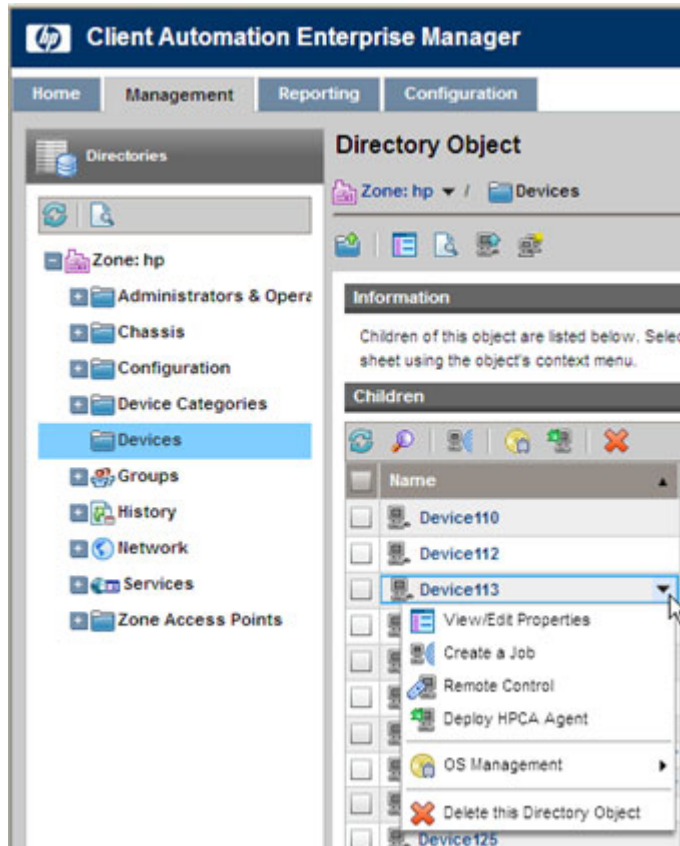 hp Client Automation Enterprise Manager
Home Management Reporting Configuration
Directories
Directory Object
Zone: hp / Devices
Zone: hp
Administrators & Opera
Chassis
Configuration
Device Categories
Devices
Groups
History
Network
Services
Zone Access Points
Information
Children of this object are listed below. Selec
sheet using the object's context menu.
Children
Name
Device110
Device112
Device113
View/Edit Properties
Create a Job
Remote Control
Deploy HPCA Agent
OS Management
Delete this Directory Object
Device125